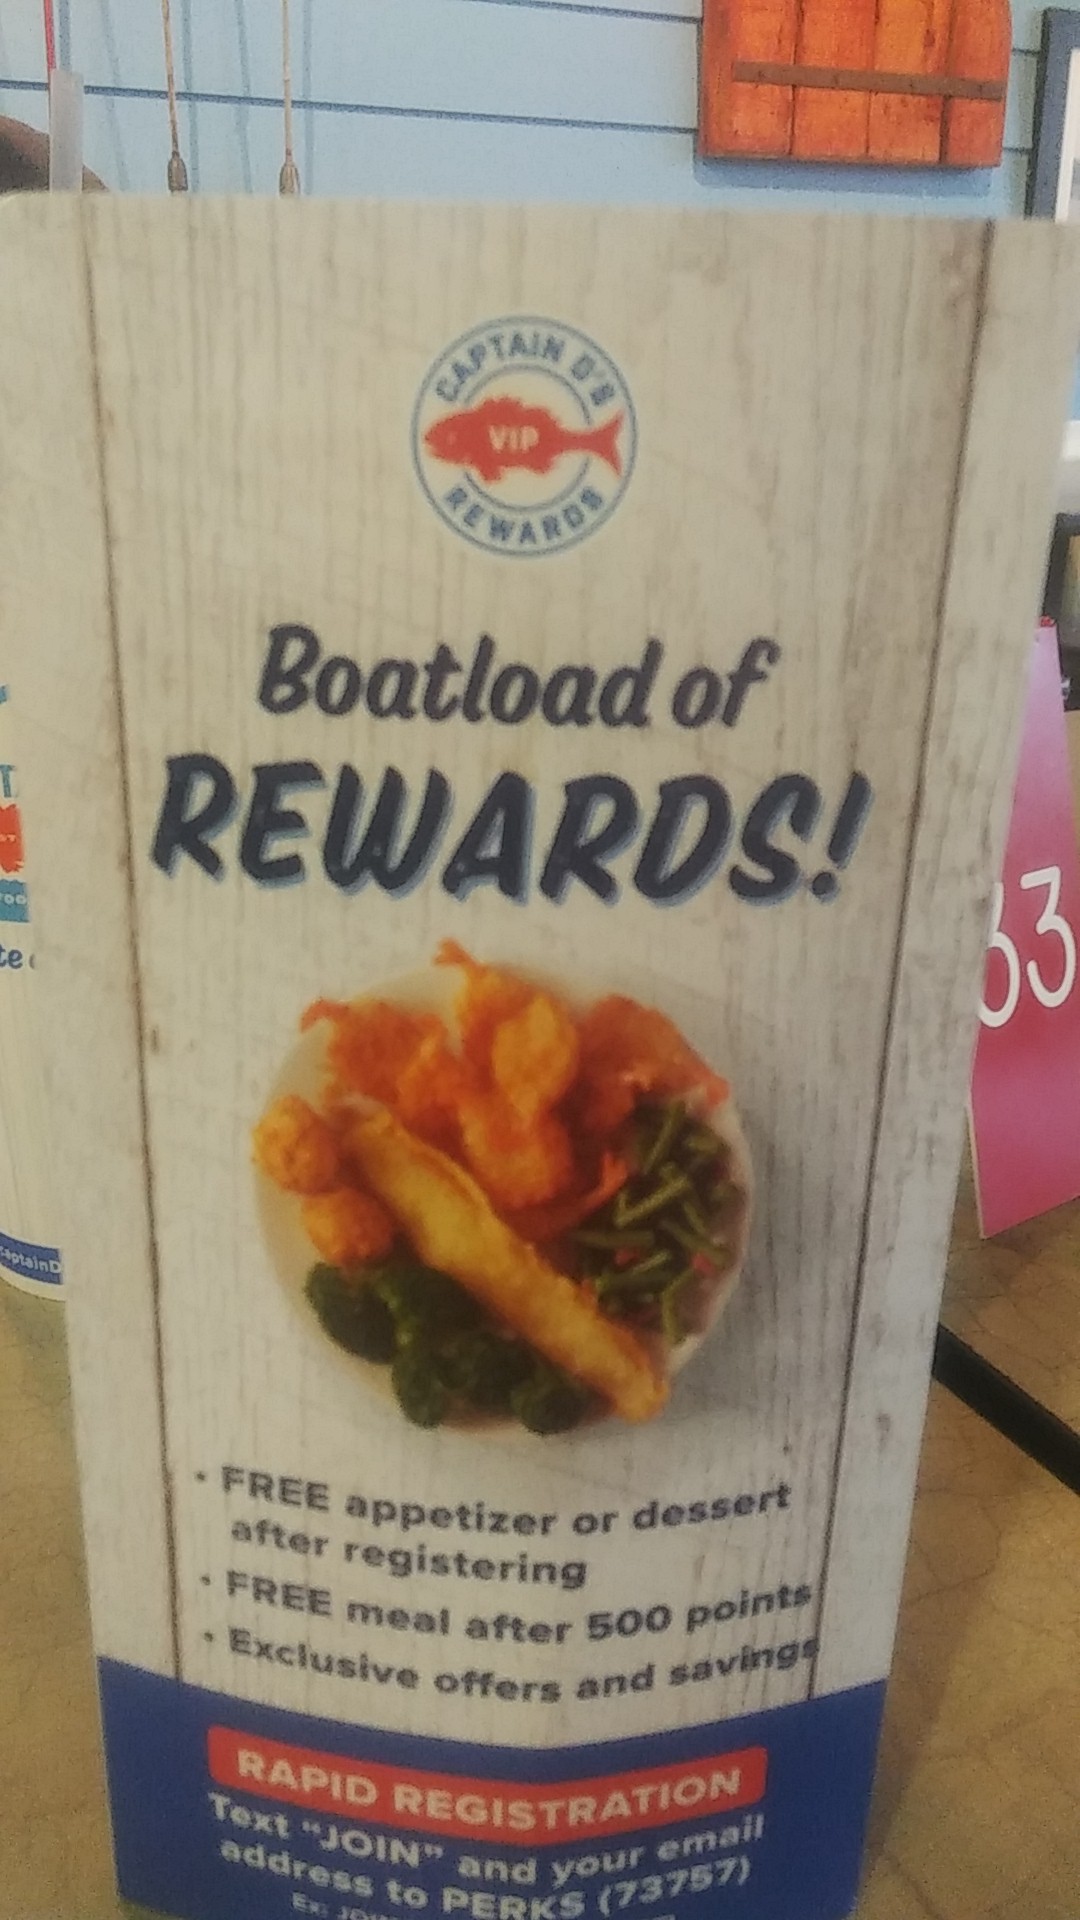 CAPTAIN D'S
VIP
REWARDS
Boatload of
REWARDS!
• FREE appetizer or dessert
after registering
• FREE meal after 500 points
• Exclusive offers and savings
RAPID REGISTRATION
Text "JOIN" and your email
address to PERKS (73757)
33